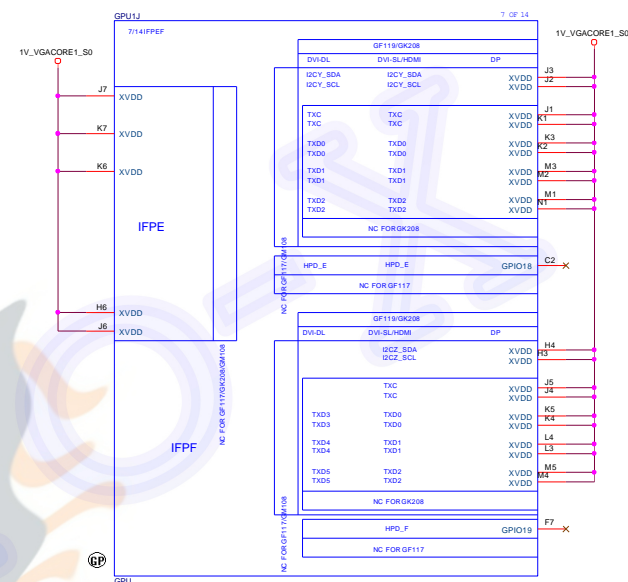 GPU1J
7 OF 14
7/14 IFPEF
1V_VGACORE1_S0
1V_VGACORE1_S0
GF119/GK208
DVI-DL DVI-SL/HDMI DP
I2CY_SDA I2CY_SDA XVDD J3
I2CY_SCL I2CY_SCL XVDD J2
J7 XVDD
TXC TXC XVDD J1
TXC TXC XVDD K1
K7 XVDD
TXD0 TXD0 XVDD K3
TXD0 TXD0 XVDD K2
K6 XVDD
TXD1 TXD1 XVDD M3
TXD1 TXD1 XVDD M2
TXD2 TXD2 XVDD M1
TXD2 TXD2 XVDD N1
IFPE
NC FOR GK208
HPD_E HPD_E GPIO18 C2
NC FOR GF117
NC FOR GF117/GM108
H6 XVDD
J6 XVDD
GF119/GK208
DVI-DL DVI-SL/HDMI DP
NC FOR GF117/GK208/GM108
I2CZ_SDA XVDD H4
I2CZ_SCL XVDD H3
TXC XVDD J5
TXC XVDD J4
TXD3 TXD0 XVDD K5
TXD3 TXD0 XVDD K4
IFPF
TXD4 TXD1 XVDD L4
TXD4 TXD1 XVDD L3
TXD5 TXD2 XVDD M5
TXD5 TXD2 XVDD M4
NC FOR GK208
NC FOR GF117/GM108
HPD_F GPIO19 F7
NC FOR GF117
GP
GPU